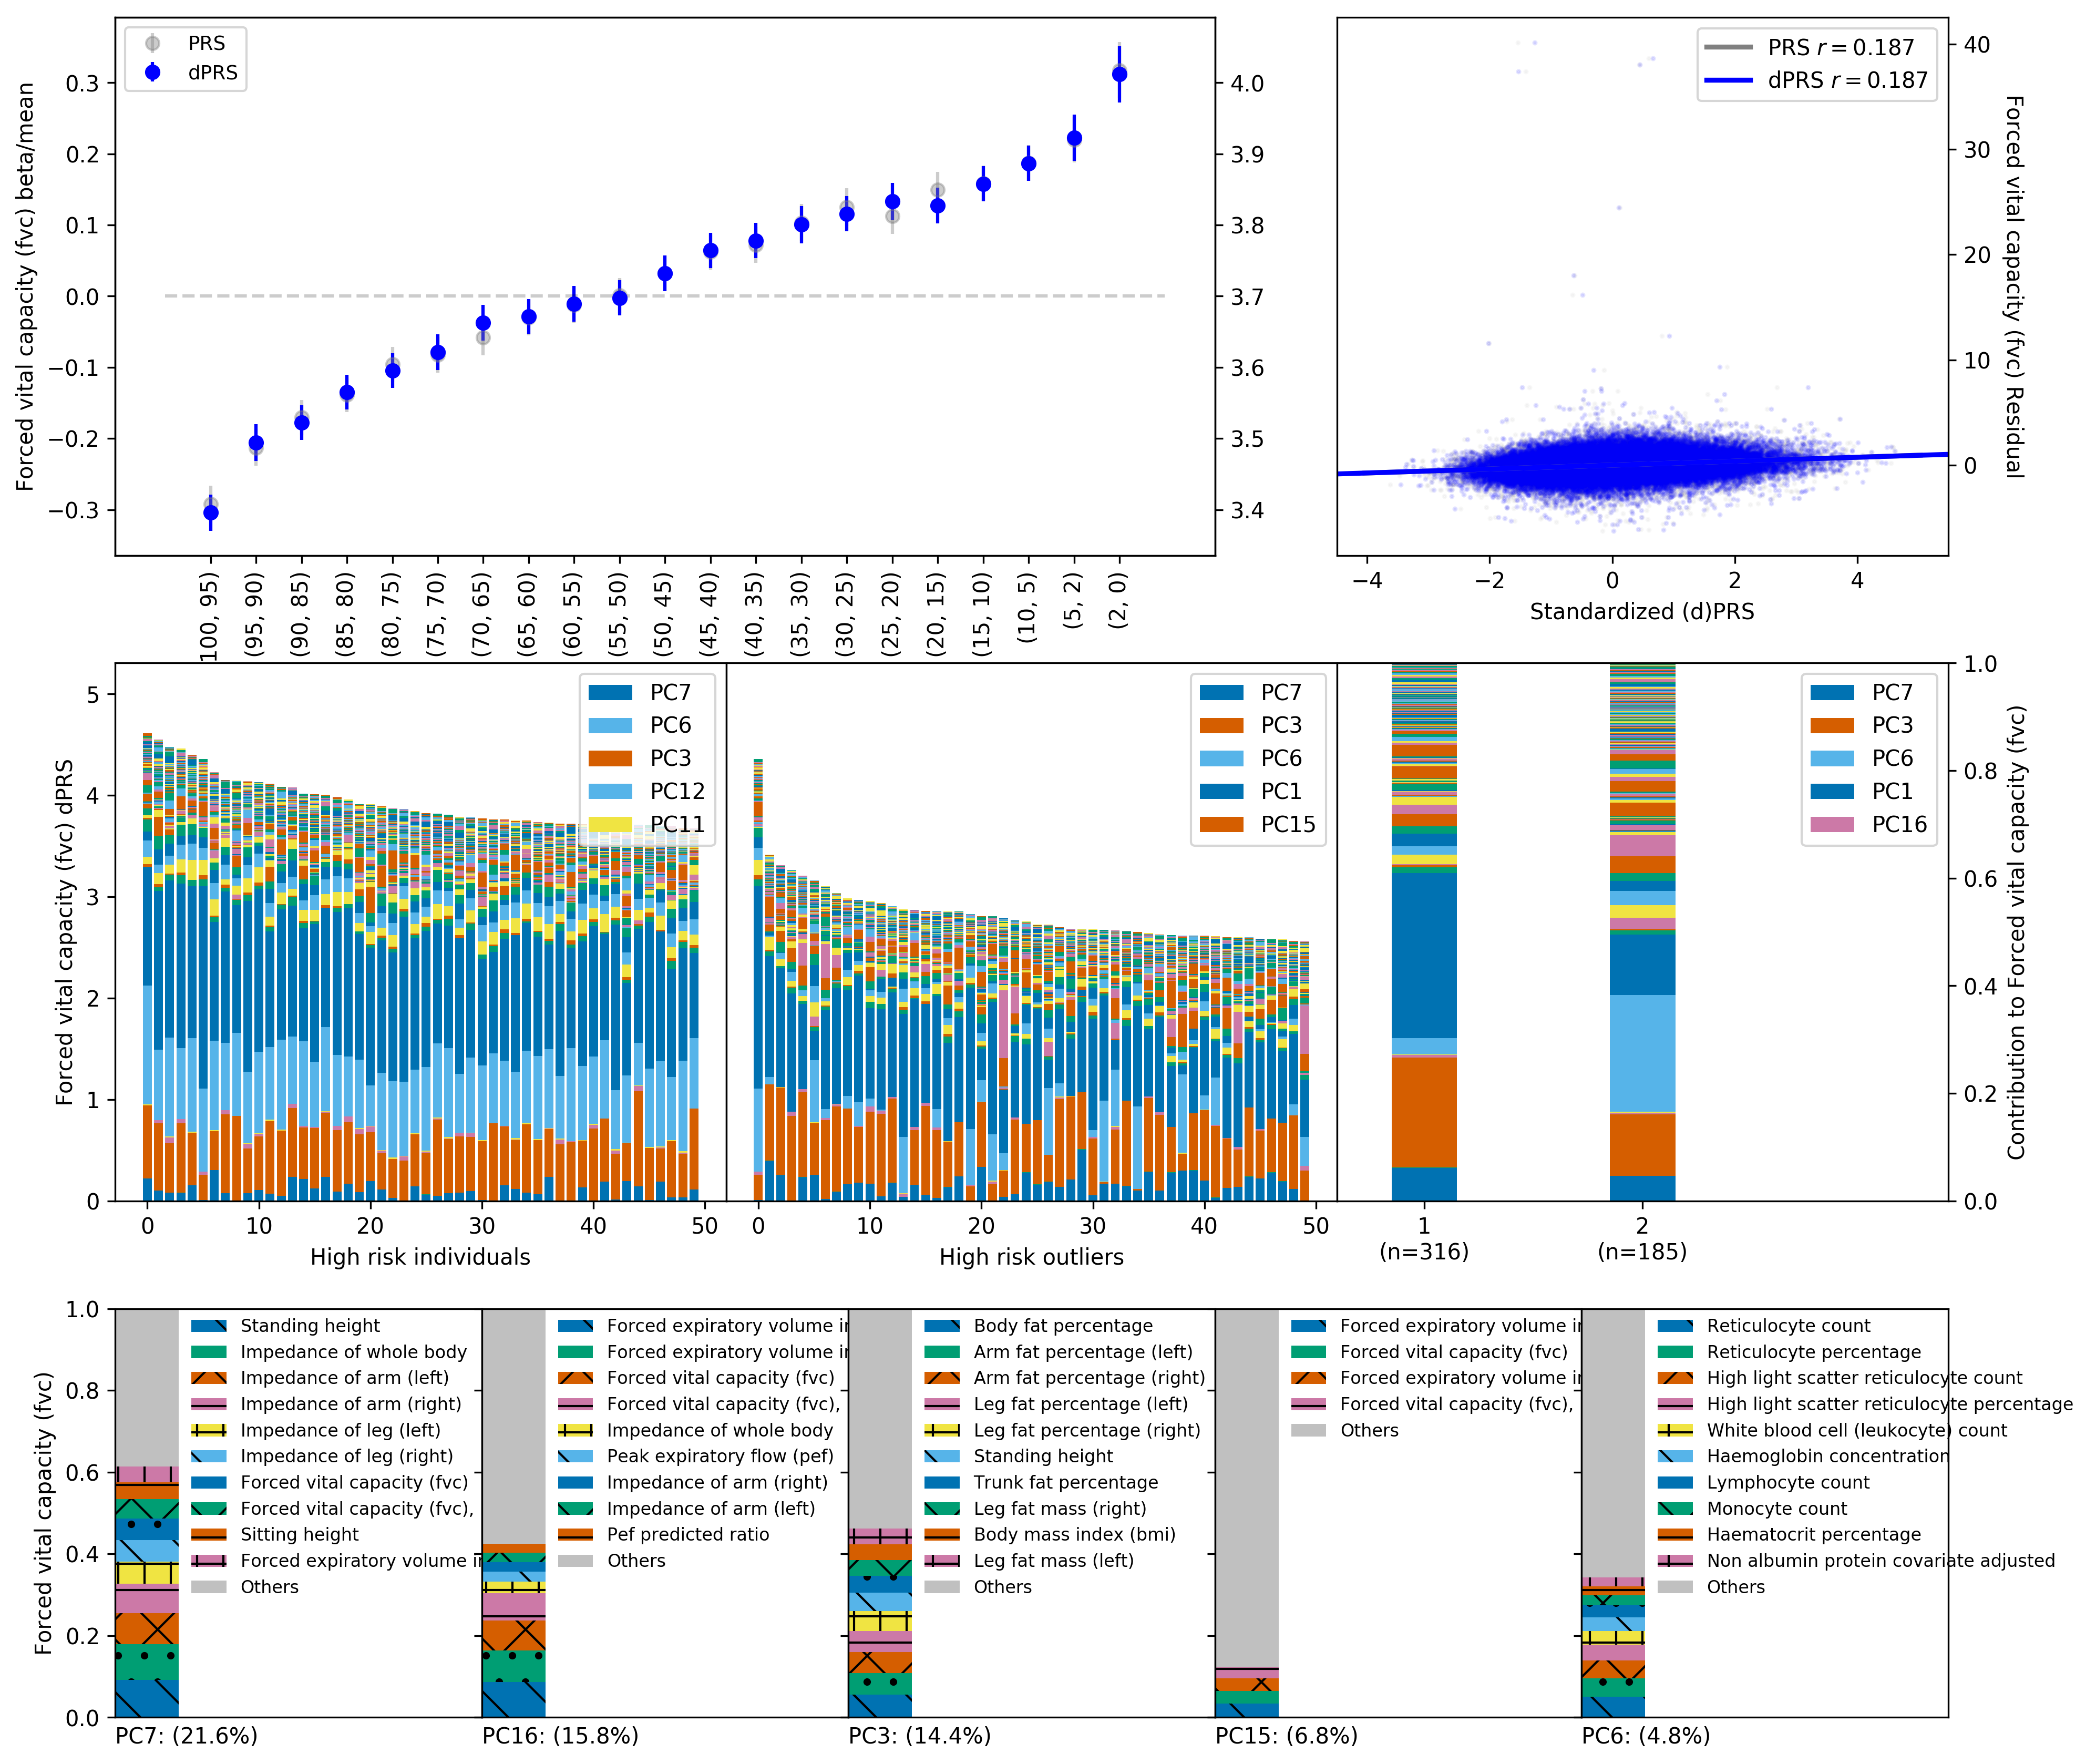 PRS
dPRS
Forced vital capacity (fvc) beta/mean
0.3
0.2
0.1
0.0
−0.1
−0.2
−0.3
4.0
3.9
3.8
3.7
3.6
3.5
3.4
100, 95)
(95, 90)
(90, 85)
(85, 80)
(80, 75)
(75, 70)
(70, 65)
(65, 60)
(60, 55)
(55, 50)
(50, 45)
(45, 40)
(40, 35)
(35, 30)
(30, 25)
(25, 20)
(20, 15)
(15, 10)
(10, 5)
(5, 2)
(2, 0)
PRS r = 0.187
dPRS r = 0.187
40
30
20
10
0
Forced vital capacity (fvc) Residual
−4
−2
0
2
4
Standardized (d)PRS
Forced vital capacity (fvc) dPRS
5
4
3
2
1
0
PC7
PC6
PC3
PC12
PC11
0
10
20
30
40
50
High risk individuals
PC7
PC3
PC6
PC1
PC15
0
10
20
30
40
50
High risk outliers
PC7
PC3
PC6
PC1
PC16
1
(n=316)
2
(n=185)
1.0
0.8
0.6
0.4
0.2
0.0
Contribution to Forced vital capacity (fvc)
Forced vital capacity (fvc)
1.0
0.8
0.6
0.4
0.2
0.0
Standing height
Impedance of whole body
Impedance of arm (left)
Impedance of arm (right)
Impedance of leg (left)
Impedance of leg (right)
Forced vital capacity (fvc)
Forced vital capacity (fvc),
Sitting height
Forced expiratory volume in
Others
PC7: (21.6%)
Forced expiratory volume in
Forced expiratory volume in
Forced vital capacity (fvc)
Forced vital capacity (fvc),
Impedance of whole body
Peak expiratory flow (pef)
Impedance of arm (right)
Impedance of arm (left)
Pef predicted ratio
Others
PC16: (15.8%)
Body fat percentage
Arm fat percentage (left)
Arm fat percentage (right)
Leg fat percentage (left)
Leg fat percentage (right)
Standing height
Trunk fat percentage
Leg fat mass (right)
Body mass index (bmi)
Leg fat mass (left)
Others
PC3: (14.4%)
Forced expiratory volume in
Forced vital capacity (fvc)
Forced expiratory volume in
Forced vital capacity (fvc),
Others
PC15: (6.8%)
Reticulocyte count
Reticulocyte percentage
High light scatter reticulocyte count
High light scatter reticulocyte percentage
White blood cell (leukocyte) count
Haemoglobin concentration
Lymphocyte count
Monocyte count
Haematocrit percentage
Non albumin protein covariate adjusted
Others
PC6: (4.8%)